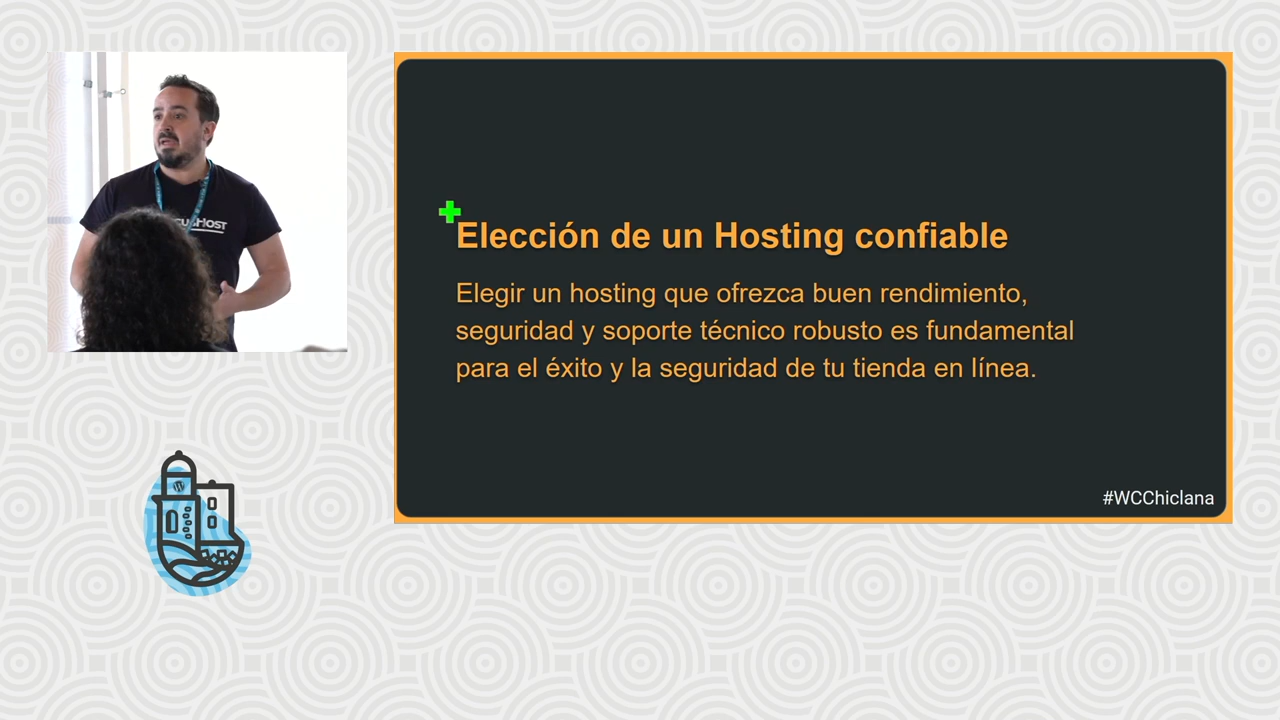 Elección de un Hosting confiable
Elegir un hosting que ofrezca buen rendimiento,
seguridad y soporte técnico robusto es fundamental
para el éxito y la seguridad de tu tienda en línea.
#WCChiclana